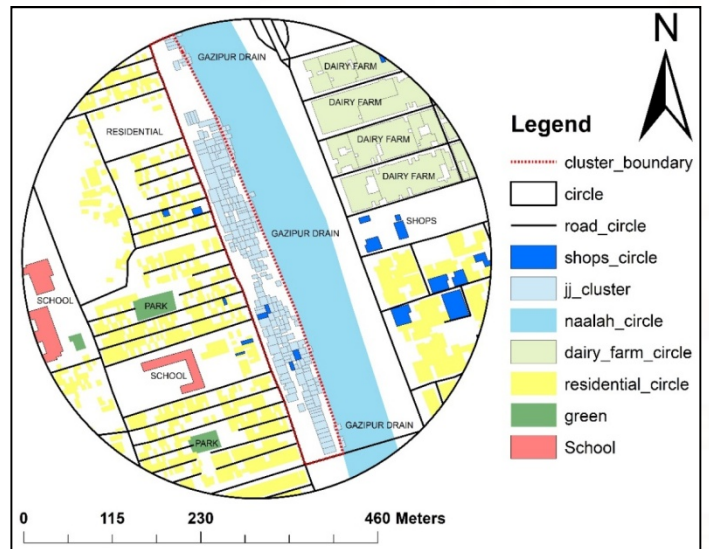 GAZIPUR DRAIN
DAIRY FARM
DAIRY FARM
DAIRY FARM
DAIRY FARM
RESIDENTIAL
GAZIPUR DRAIN
SHOPS
SCHOOL
PARK
SCHOOL
PARK
GAZIPUR DRAIN
N
Legend
cluster_boundary
circle
road_circle
shops_circle
jj_cluster
naalah_circle
dairy_farm_circle
residential_circle
green
School
0 115 230 460 Meters